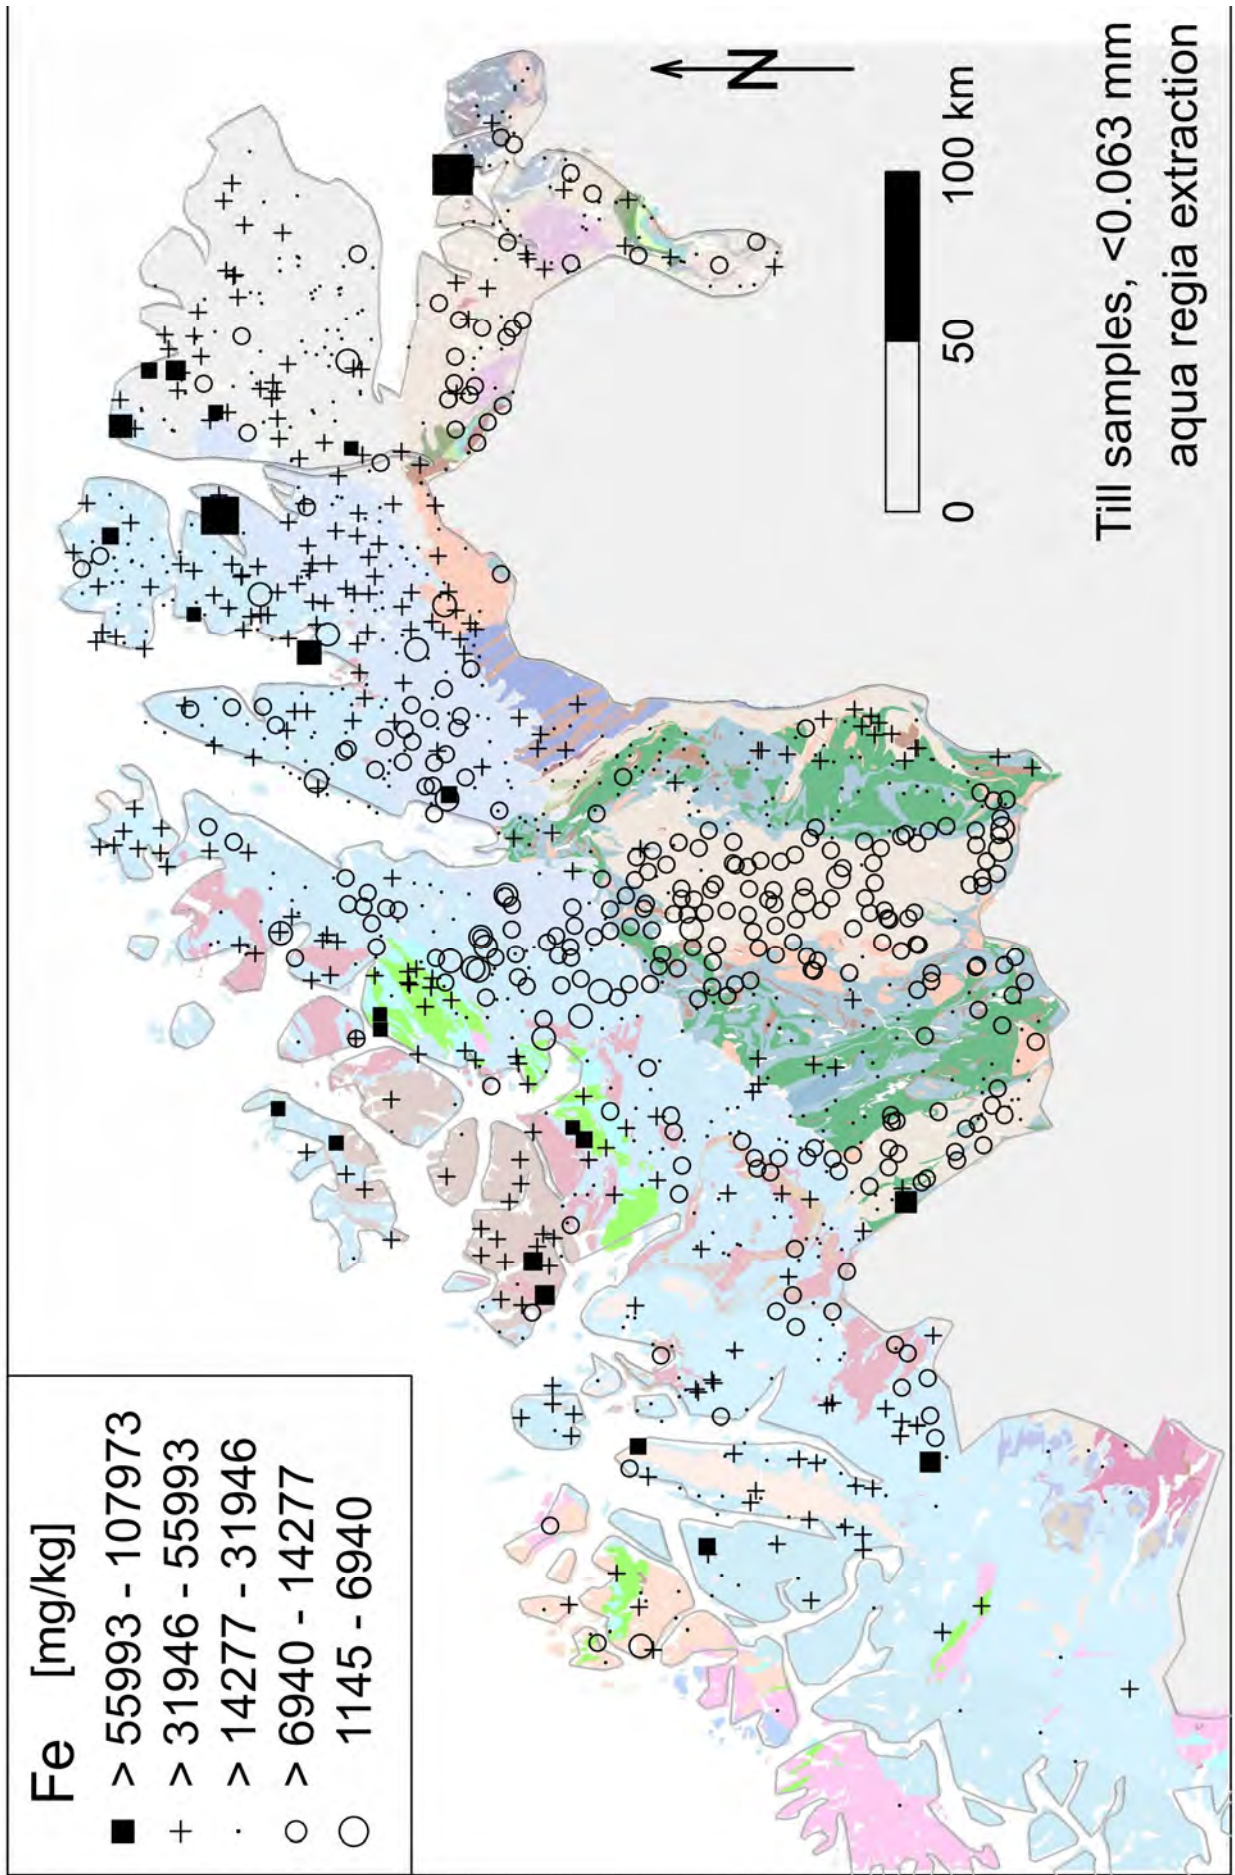 Fe [mg/kg]
> 55993 - 107973
> 31946 - 55993
> 14277 - 31946
> 6940 - 14277
1145 - 6940
N
0 50 100 km
Till samples, <0.063 mm
aqua regia extraction